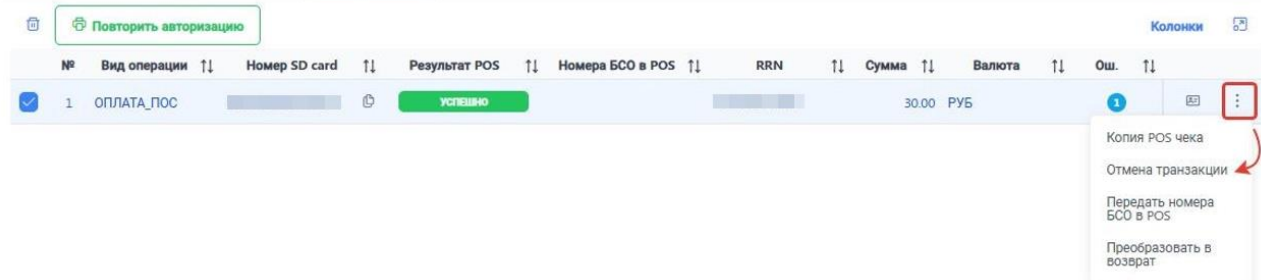 Повторить авторизацию
Колонки
№ Вид операции Номер SD card Результат POS Номера БСО в POS RRN Сумма Валюта Ош.
1 ОПЛАТА_ПОС УСПЕШНО 30.00 РУБ 1
Копия POS чека
Отмена транзакции
Передать номера
БСО в POS
Преобразовать в
возврат